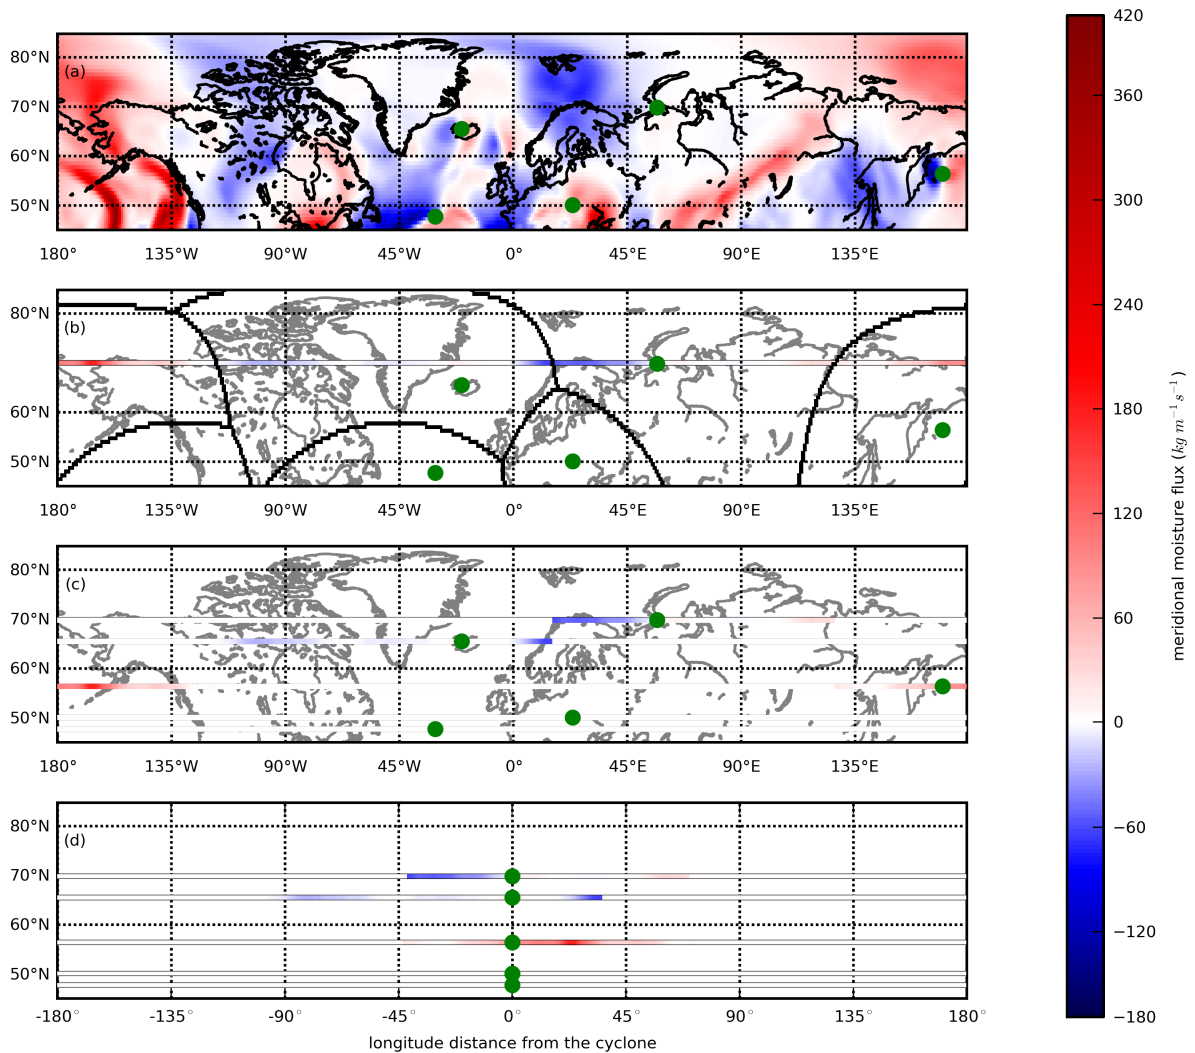 80°N
70°N
60°N
50°N
(a)
180° 135°W 90°W 45°W 0° 45°E 90°E 135°E
80°N
70°N
60°N
50°N
(b)
180° 135°W 90°W 45°W 0° 45°E 90°E 135°E
80°N
70°N
60°N
50°N
(c)
180° 135°W 90°W 45°W 0° 45°E 90°E 135°E
80°N
70°N
60°N
50°N
(d)
-180° -135° -90° -45° 0° 45° 90° 135° 180°
longitude distance from the cyclone
420
360
300
240
180
120
60
0
−60
−120
−180
meridional moisture flux (kg m⁻¹ s⁻¹)